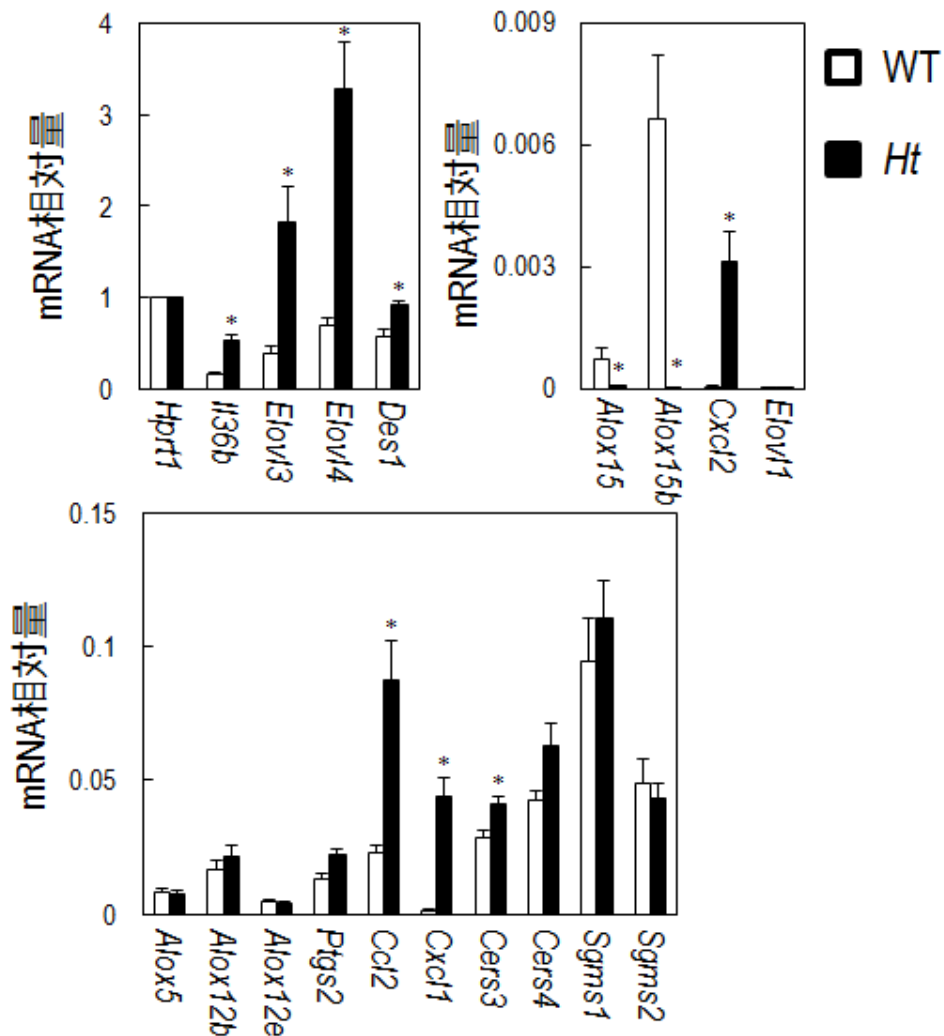 4
3
2
1
0
mRNA相対量
*
*
*
*
Hprt1
Il36b
Elovl3
Elovl4
Des1
0.009
0.006
0.003
0
mRNA相対量
*
*
*
Alox15
Alox15b
Cxcl2
Elovl1
WT
Ht
0.15
0.1
0.05
0
mRNA相対量
*
*
*
Alox5
Alox12b
Alox12e
Ptgs2
Ccl2
Cxcl1
Cers3
Cers4
Sgms1
Sgms2